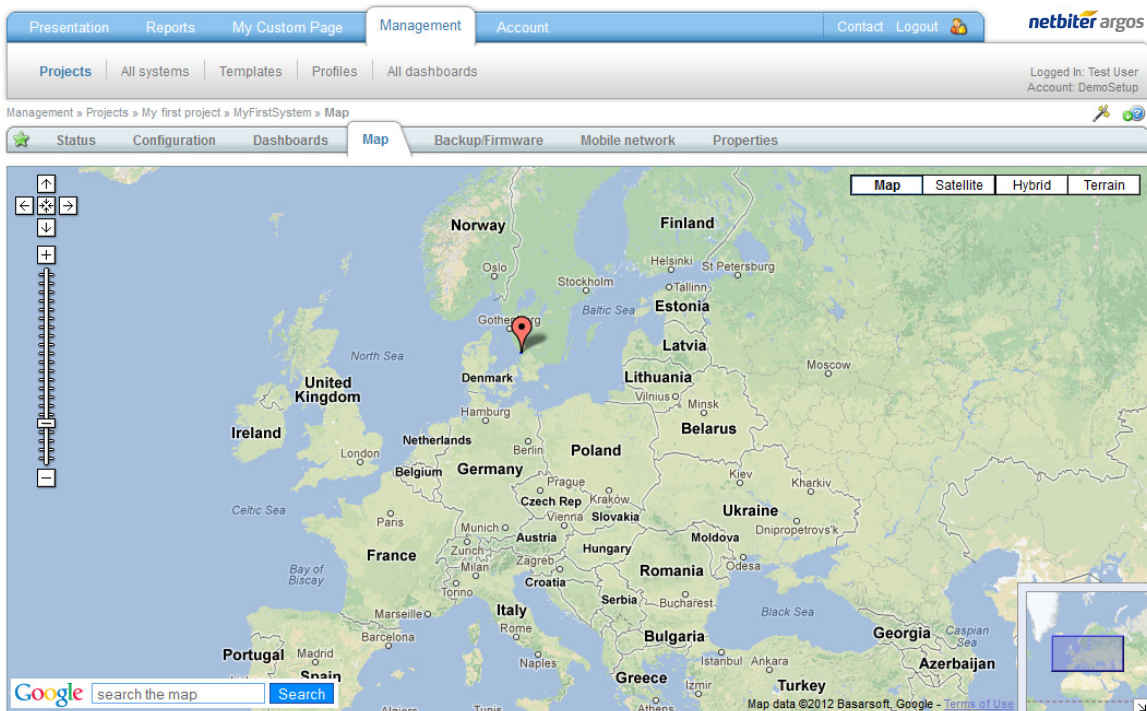 Presentation Reports My Custom Page Management Account Contact Logout netbiter argos
Projects All systems Templates Profiles All dashboards
Logged In: Test User
Account: DemoSetup
Management » Projects » My first project » MyFirstSystem » Map
Status Configuration Dashboards Map Backup/Firmware Mobile network Properties
Map Satellite Hybrid Terrain
Norway Finland
Oslo Helsinki St Petersburg
Stockholm Tallinn
Baltic Sea Estonia
Latvia
North Sea Moscow
Denmark Lithuania
United
Kingdom
Vilnius Minsk
Hamburg
Ireland Belarus
Netherlands
London Berlin Poland
Belgium Germany
Kiev
Prague Kharkiv
Czech Rep Kraków
Celtic Sea Ukraine
Paris Vienna Slovakia
Munich Dnipropetrovs'k
Austria Moldova
France Zurich Hungary
Zagreb Odesa
Bay of
Biscay
Milan Romania
Croatia
Torino
Serbia Bucharest
Marseille Italy Black Sea
Rome
Barcelona Bulgaria Georgia Caspian
Sea
Portugal Madrid
Naples Istanbul Ankara Azerbaijan
Spain Greece
Izmir Turkey
Google search the map Search
Algiers Tunis Athens
Map data ©2012 Basarsoft, Google - Terms of Use